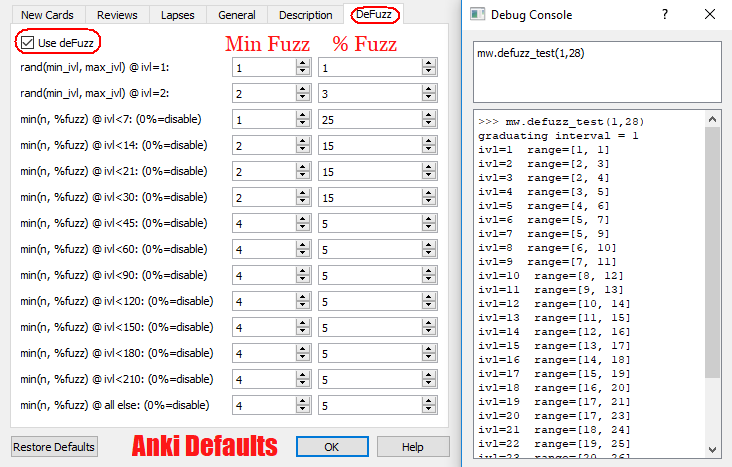 New Cards Reviews Lapses General Description DeFuzz
Use deFuzz Min Fuzz % Fuzz
rand(min_ivl, max_ivl) @ ivl=1: 1 1
rand(min_ivl, max_ivl) @ ivl=2: 2 3
min(n, %fuzz) @ ivl<7: (0%=disable) 1 25
min(n, %fuzz) @ ivl<14: (0%=disable) 2 15
min(n, %fuzz) @ ivl<21: (0%=disable) 2 15
min(n, %fuzz) @ ivl<30: (0%=disable) 2 15
min(n, %fuzz) @ ivl<45: (0%=disable) 4 5
min(n, %fuzz) @ ivl<60: (0%=disable) 4 5
min(n, %fuzz) @ ivl<90: (0%=disable) 4 5
min(n, %fuzz) @ ivl<120: (0%=disable) 4 5
min(n, %fuzz) @ ivl<150: (0%=disable) 4 5
min(n, %fuzz) @ ivl<180: (0%=disable) 4 5
min(n, %fuzz) @ ivl<210: (0%=disable) 4 5
min(n, %fuzz) @ all else: (0%=disable) 4 5
Restore Defaults Anki Defaults OK Help
Debug Console
mw.defuzz_test(1,28)
>>> mw.defuzz_test(1,28)
graduating interval = 1
ivl=1 range=[1, 1]
ivl=2 range=[2, 3]
ivl=3 range=[2, 4]
ivl=4 range=[3, 5]
ivl=5 range=[4, 6]
ivl=6 range=[5, 7]
ivl=7 range=[5, 9]
ivl=8 range=[6, 10]
ivl=9 range=[7, 11]
ivl=10 range=[8, 12]
ivl=11 range=[9, 13]
ivl=12 range=[10, 14]
ivl=13 range=[11, 15]
ivl=14 range=[12, 16]
ivl=15 range=[13, 17]
ivl=16 range=[14, 18]
ivl=17 range=[15, 19]
ivl=18 range=[16, 20]
ivl=19 range=[17, 21]
ivl=20 range=[17, 23]
ivl=21 range=[18, 24]
ivl=22 range=[19, 25]
ivl=23 range=[20, 26]